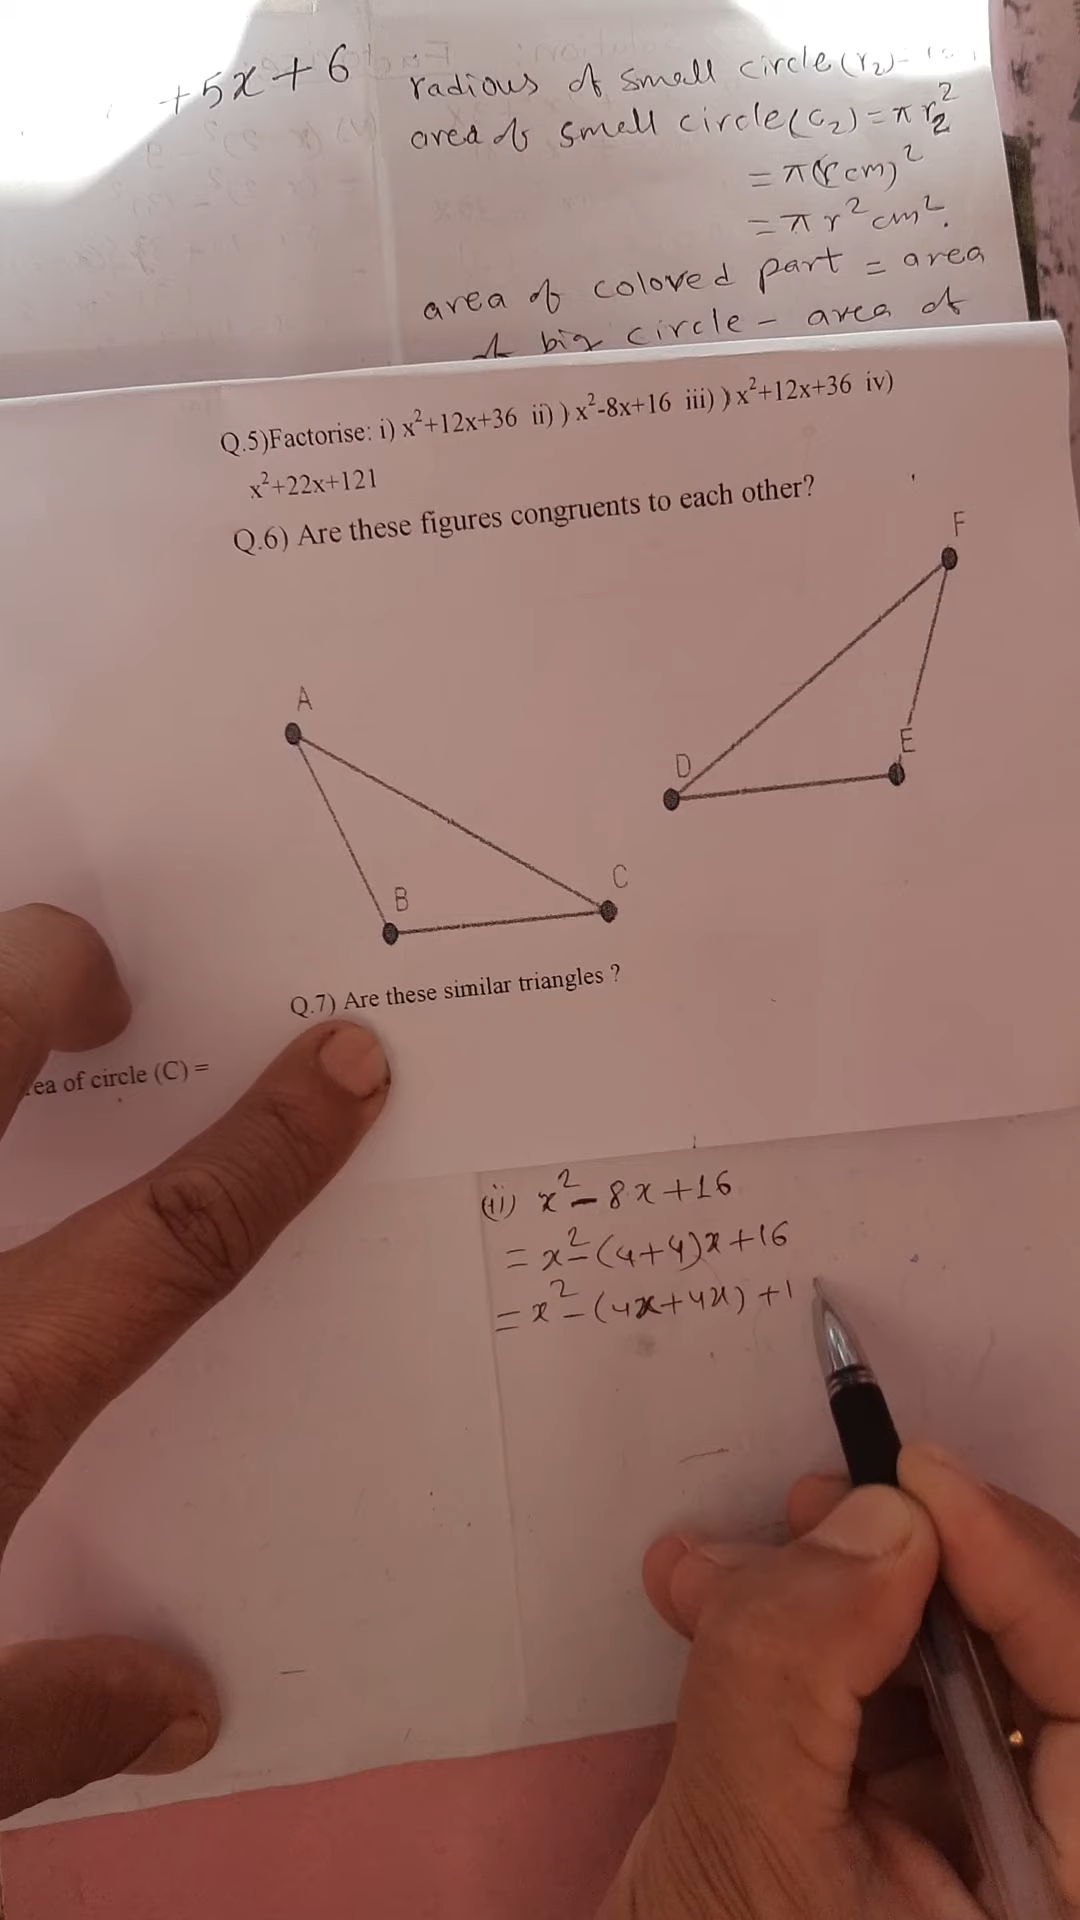 +5x+6
radious of small circle (r₂) =
area of small circle (c₂) = πr₂²
= π(r cm)²
= πr² cm².
area of colored part = area
of big circle – area of
Q.5)Factorise: i) x²+12x+36 ii) ) x²-8x+16 iii) ) x²+12x+36 iv)
x²+22x+121
Q.6) Are these figures congruents to each other?
F
A
E
D
C
B
Q.7) Are these similar triangles ?
ea of circle (C) =
(ii) x² – 8x+16
= x² – (4+4)x+16
= x² – (4x+4x) +1